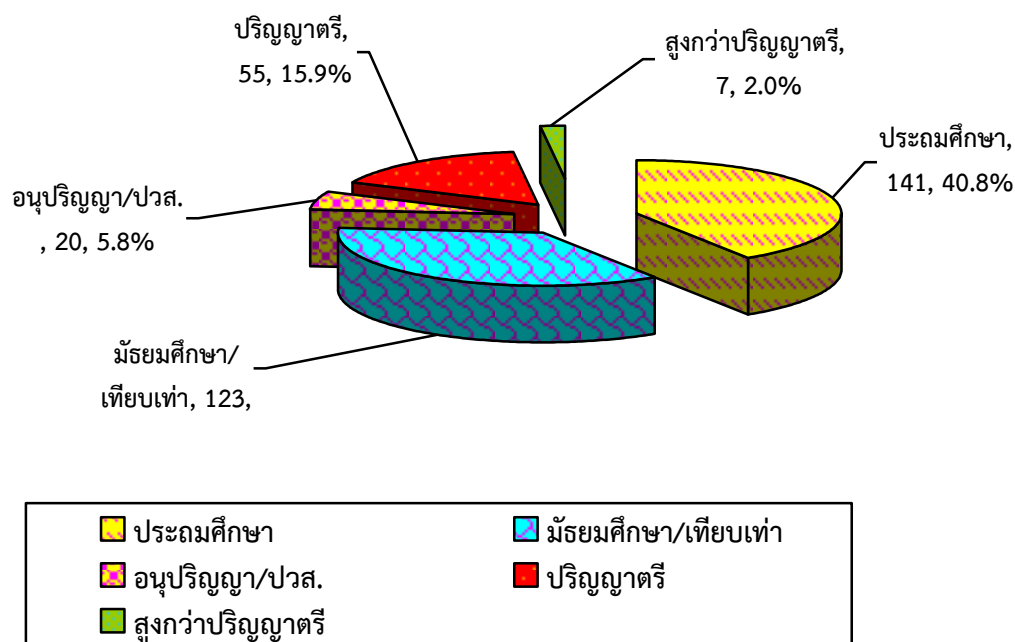 ปริญญาตรี,
55, 15.9%
สูงกว่าปริญญาตรี,
7, 2.0%
ประถมศึกษา,
141, 40.8%
อนุปริญญา/ปวส.
, 20, 5.8%
มัธยมศึกษา/
เทียบเท่า, 123,
ประถมศึกษา
มัธยมศึกษา/เทียบเท่า
อนุปริญญา/ปวส.
ปริญญาตรี
สูงกว่าปริญญาตรี